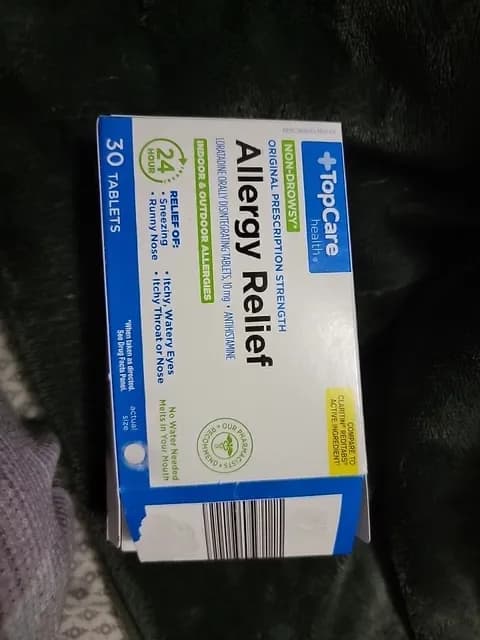 TopCare
health®
NON-DROWSY*
ORIGINAL PRESCRIPTION STRENGTH
Allergy Relief
LORATADINE ORALLY DISINTEGRATING TABLETS, 10 mg • ANTIHISTAMINE
INDOOR & OUTDOOR ALLERGIES
COMPARE TO
CLARITIN® REDITABS®
ACTIVE INGREDIENT†
24
HOUR
RELIEF OF:
• Sneezing
• Runny Nose
• Itchy, Watery Eyes
• Itchy Throat or Nose
OUR PHARMACISTS • RECOMMEND •
No Water Needed
Melts in Your Mouth
30 TABLETS
*When taken as directed.
See Drug Facts Panel.
actual
size